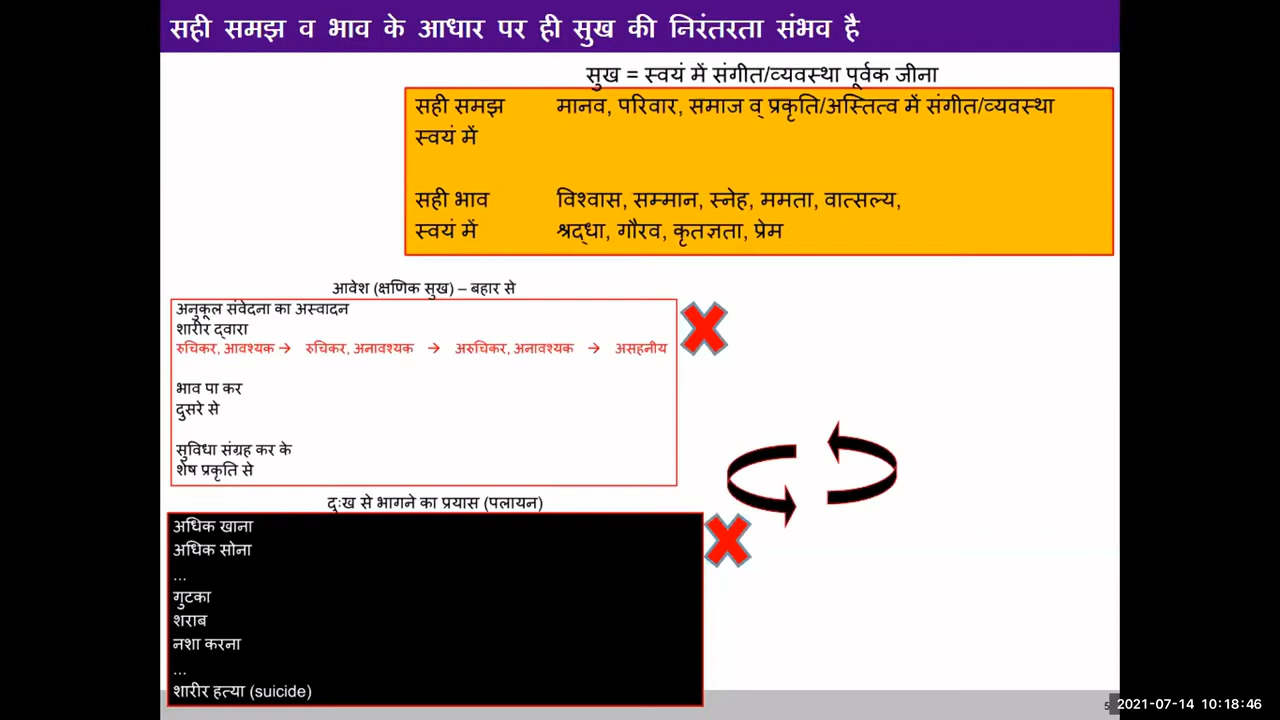 सही समझ व भाव के आधार पर ही सुख की निरंतरता संभव है
सुख = स्वयं में संगीत/व्यवस्था पूर्वक जीना
सही समझ मानव, परिवार, समाज व् प्रकृति/अस्तित्व में संगीत/व्यवस्था
स्वयं में
सही भाव विश्वास, सम्मान, स्नेह, ममता, वात्सल्य,
स्वयं में श्रद्धा, गौरव, कृतज्ञता, प्रेम
आवेश (क्षणिक सुख) – बहार से
अनुकूल संवेदना का अस्वादन
शारीर द्वारा
रुचिकर, आवश्यक → रुचिकर, अनावश्यक → अरुचिकर, अनावश्यक → असहनीय
भाव पा कर
दुसरे से
सुविधा संग्रह कर के
शेष प्रकृति से
दुःख से भागने का प्रयास (पलायन)
अधिक खाना
अधिक सोना
...
गुटका
शराब
नशा करना
...
शारीर हत्या (suicide)
5
2021-07-14 10:18:46